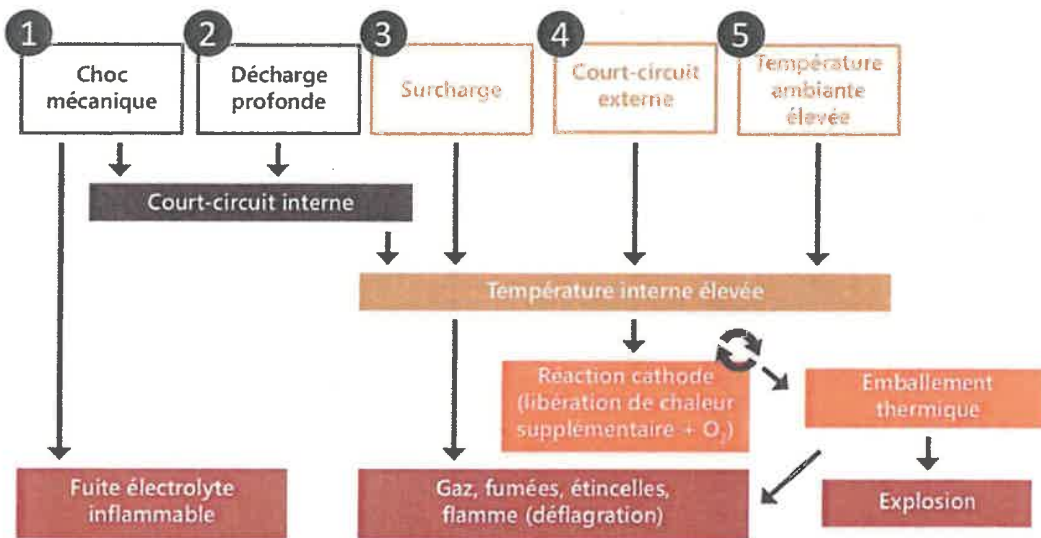 1
Choc
mécanique
2
Décharge
profonde
3
Surcharge
4
Court-circuit
externe
5
Température
ambiante
élevée
Court-circuit interne
Température interne élevée
Réaction cathode
(libération de chaleur
supplémentaire + O₂)
Emballement
thermique
Fuite électrolyte
inflammable
Gaz, fumées, étincelles,
flamme (déflagration)
Explosion